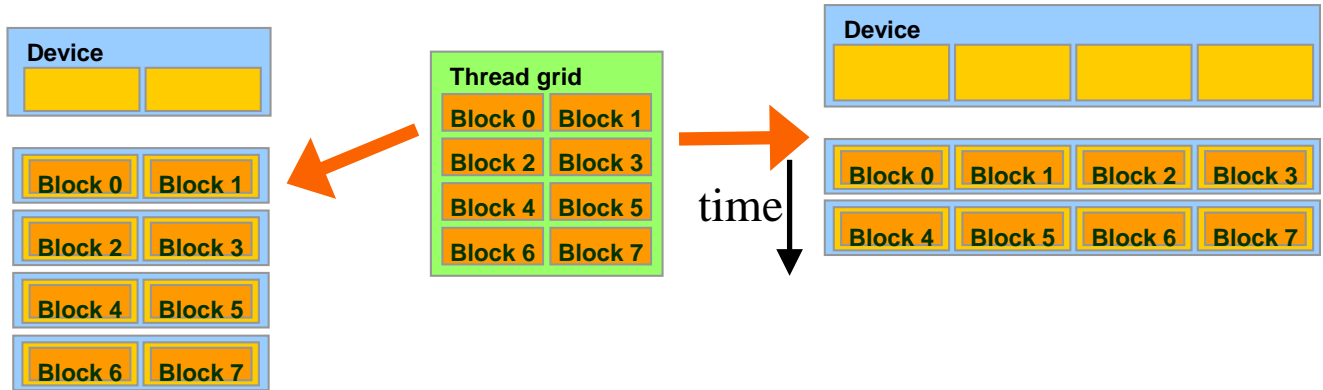 Device
Block 0 Block 1
Block 2 Block 3
Block 4 Block 5
Block 6 Block 7
Thread grid
Block 0 Block 1
Block 2 Block 3
Block 4 Block 5
Block 6 Block 7
time
Device
Block 0 Block 1 Block 2 Block 3
Block 4 Block 5 Block 6 Block 7